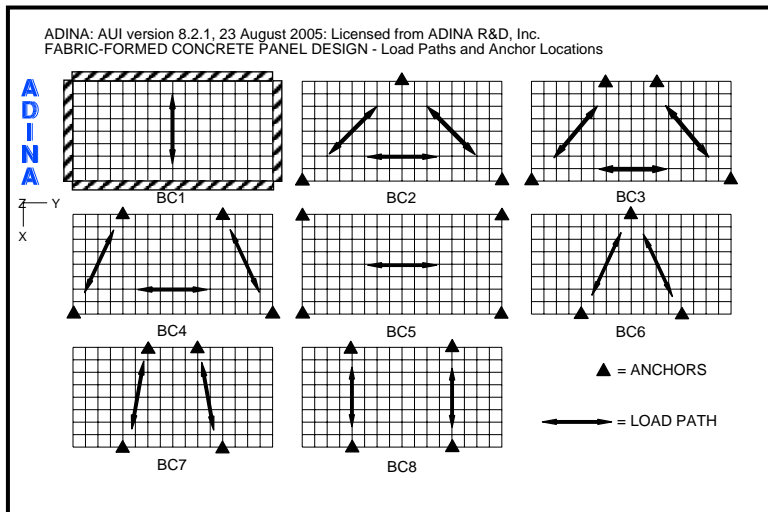 ADINA: AUI version 8.2.1, 23 August 2005: Licensed from ADINA R&D, Inc.
FABRIC-FORMED CONCRETE PANEL DESIGN - Load Paths and Anchor Locations
ADINA
BC1
BC2
BC3
Z Y
X
BC4
BC5
BC6
= ANCHORS
= LOAD PATH
BC7
BC8